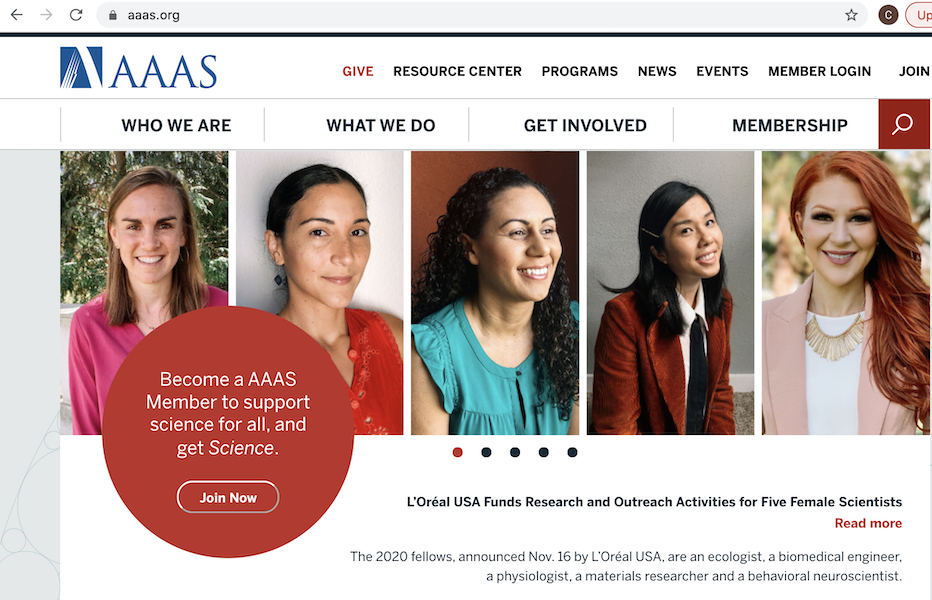 aaas.org
C
Up
AAAS
GIVE RESOURCE CENTER PROGRAMS NEWS EVENTS MEMBER LOGIN JOIN
WHO WE ARE WHAT WE DO GET INVOLVED MEMBERSHIP
Become a AAAS
Member to support
science for all, and
get Science.
Join Now
L'Oréal USA Funds Research and Outreach Activities for Five Female Scientists
Read more
The 2020 fellows, announced Nov. 16 by L'Oréal USA, are an ecologist, a biomedical engineer,
a physiologist, a materials researcher and a behavioral neuroscientist.